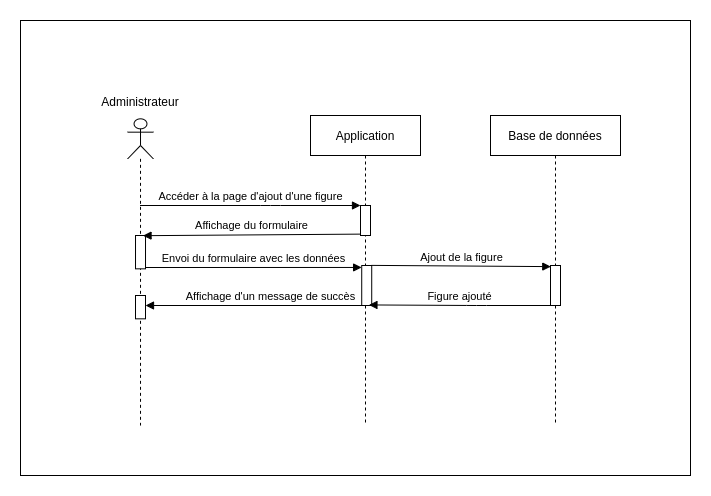 Administrateur
Application
Base de données
Accéder à la page d'ajout d'une figure
Affichage du formulaire
Envoi du formulaire avec les données
Ajout de la figure
Affichage d'un message de succès
Figure ajouté